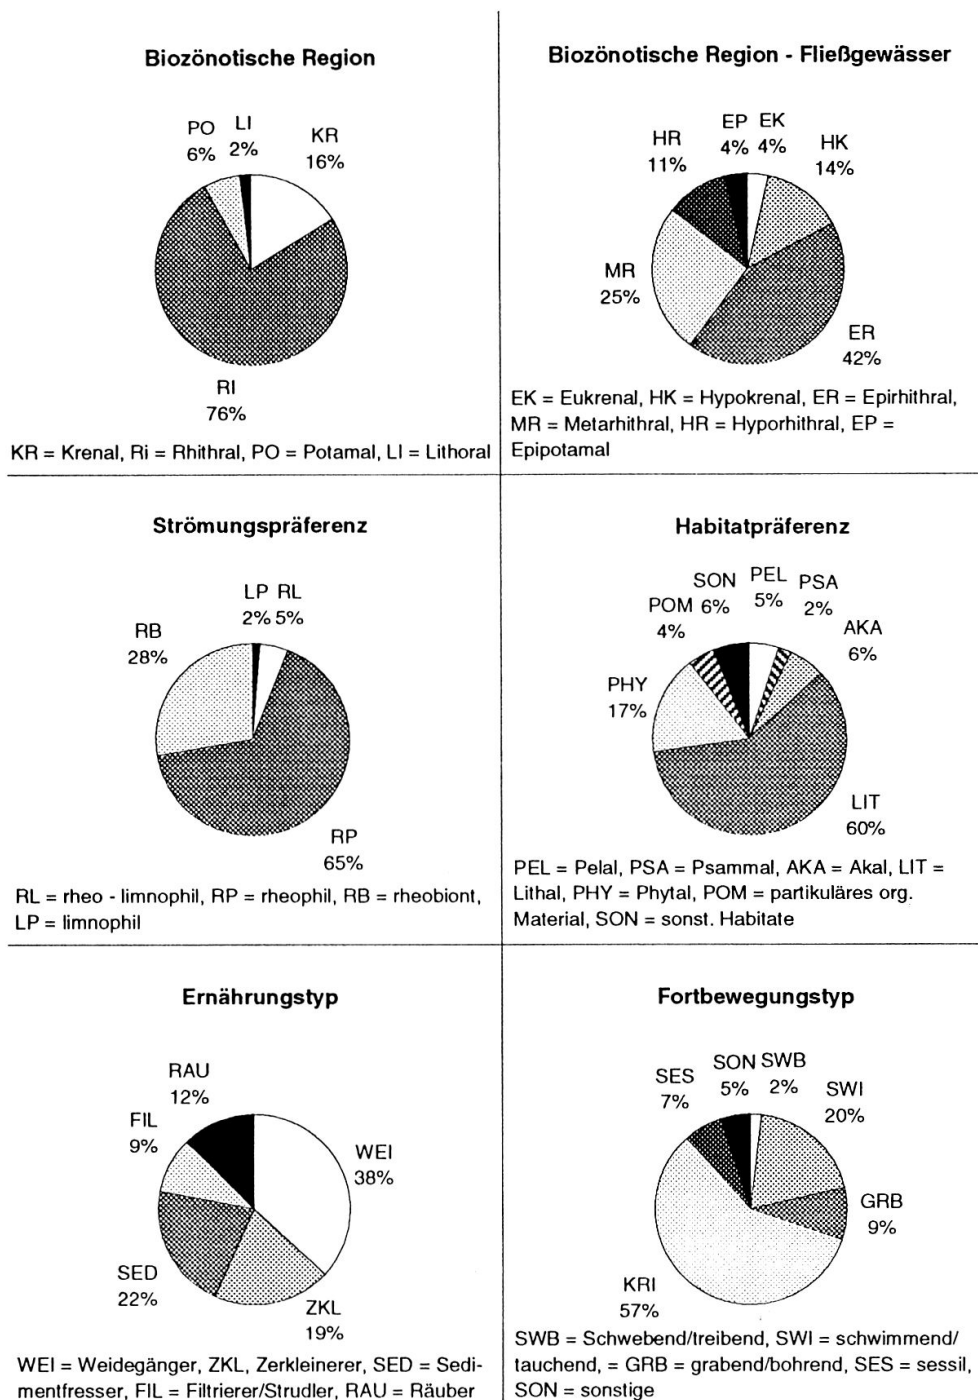 Biozönotische Region
PO
6%
LI
2%
KR
16%
RI
76%
KR = Krenal, Ri = Rhithral, PO = Potamal, LI = Lithoral
Biozönotische Region - Fließgewässer
HR
11%
EP
4%
EK
4%
HK
14%
MR
25%
ER
42%
EK = Eukrenal, HK = Hypokrenal, ER = Epirhithral,
MR = Metarhithral, HR = Hyporhithral, EP =
Epipotamal
Strömungspräferenz
LP
2%
RL
5%
RB
28%
RP
65%
RL = rheo - limnophil, RP = rheophil, RB = rheobiont,
LP = limnophil
Habitatpräferenz
SON
6%
PEL
5%
PSA
2%
POM
4%
AKA
6%
PHY
17%
LIT
60%
PEL = Pelal, PSA = Psammal, AKA = Akal, LIT =
Lithal, PHY = Phytal, POM = partikuläres org.
Material, SON = sonst. Habitate
Ernährungstyp
RAU
12%
FIL
9%
WEI
38%
SED
22%
ZKL
19%
WEI = Weidegänger, ZKL, Zerkleinerer, SED = Sedi-
mentfresser, FIL = Filtrierer/Strudler, RAU = Räuber
Fortbewegungstyp
SES
7%
SON
5%
SWB
2%
SWI
20%
GRB
9%
KRI
57%
SWB = Schwebend/treibend, SWI = schwimmend/
tauchend, = GRB = grabend/bohrend, SES = sessil,
SON = sonstige